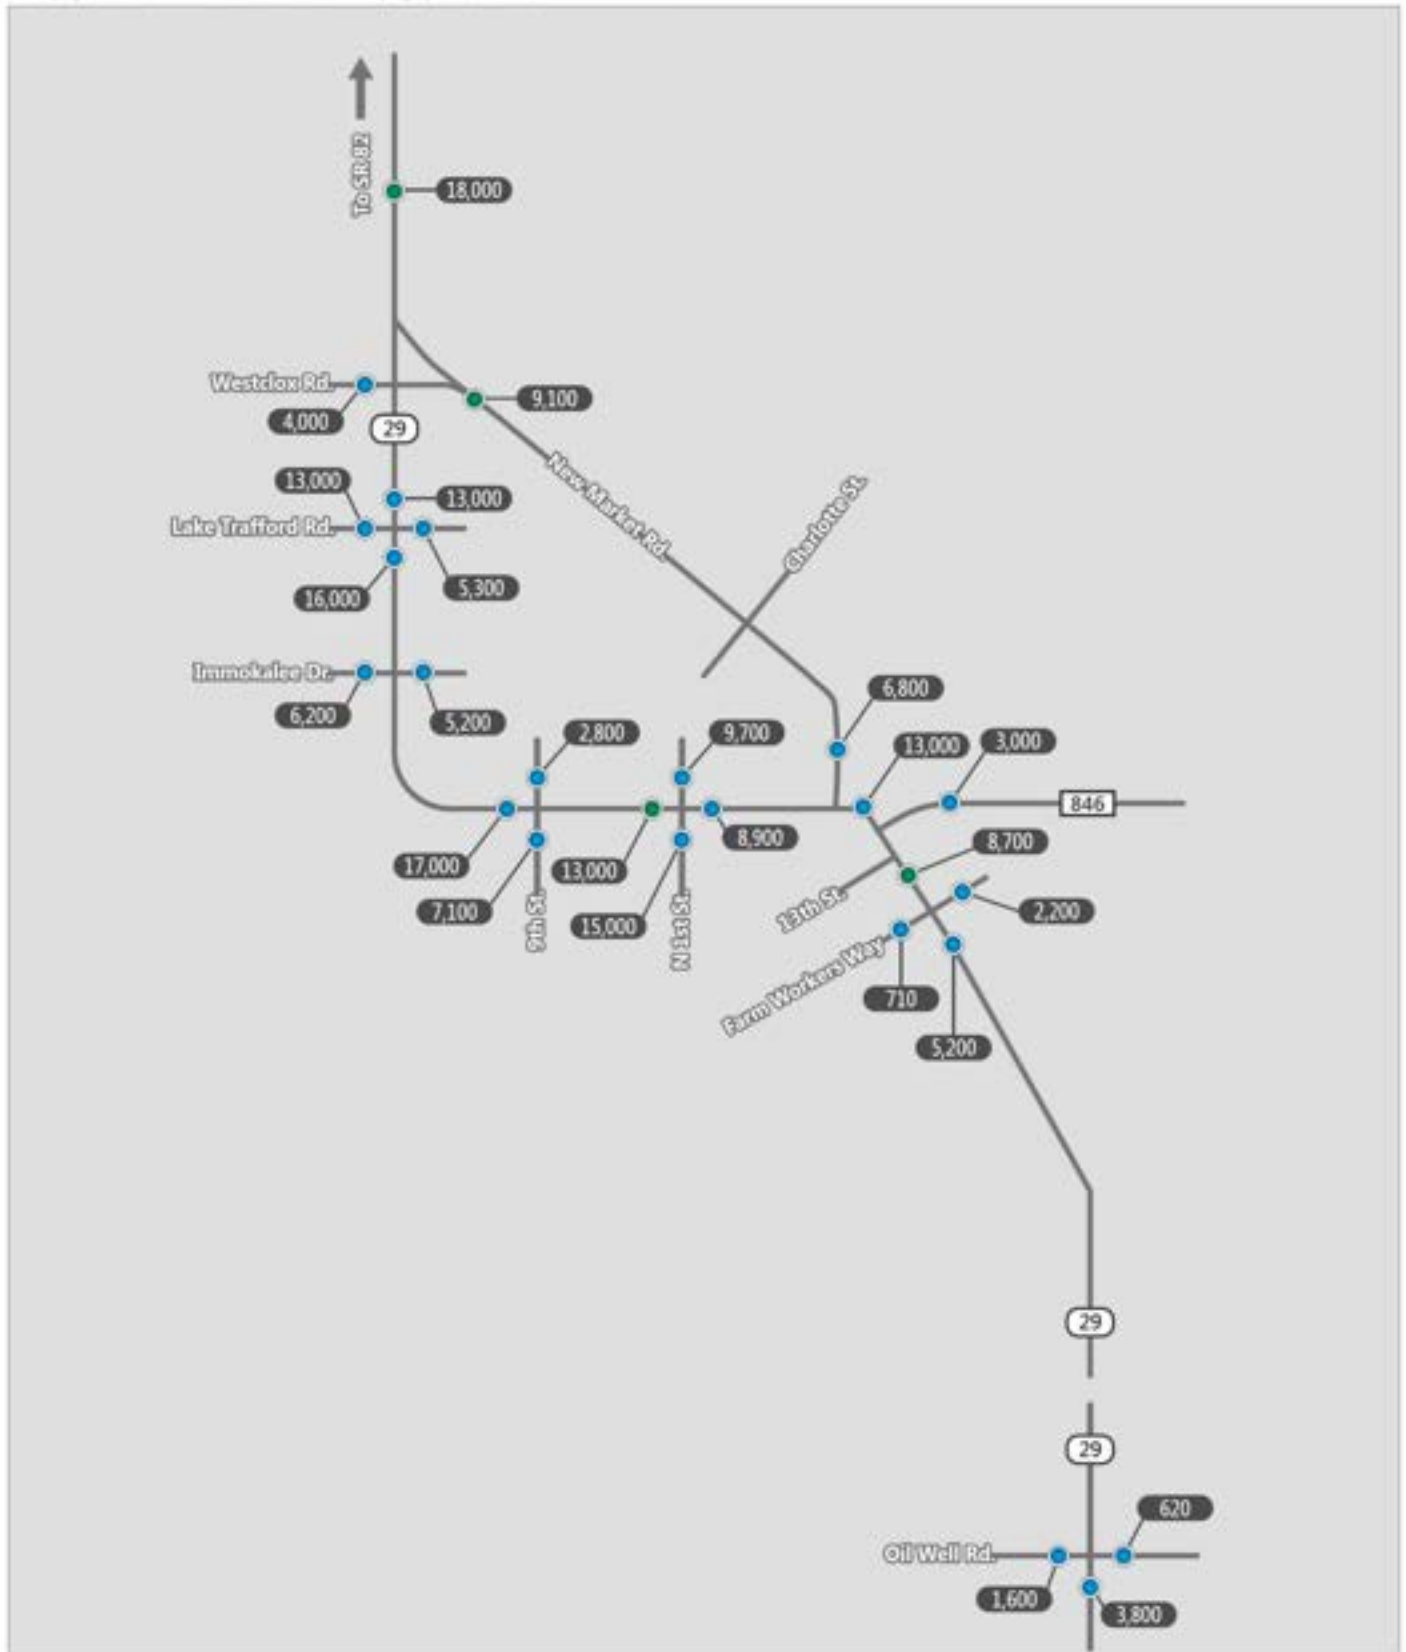 To SR 82
18,000
Westclox Rd.
9,100
4,000
29
New Market Rd.
Charlotte St.
13,000
13,000
Lake Trafford Rd.
5,300
16,000
Immokalee Dr.
6,200
5,200
6,800
2,800
9,700
13,000
3,000
846
8,900
8,700
17,000
13,000
7,100
15,000
9th St.
N 1st St.
13th St.
2,200
Farm Workers Way
710
5,200
29
29
620
Oil Well Rd.
1,600
3,800